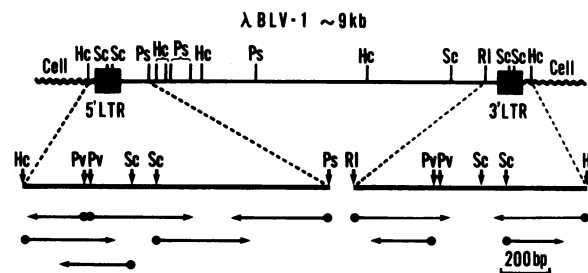 λBLV-1 ~9kb
Cell Hc Sc Sc Ps Hc Ps Hc Ps Hc Sc RI Sc Sc Hc Cell
5'LTR 3'LTR
Hc Pv Pv Sc Sc Ps RI Pv Pv Sc Sc
200bp